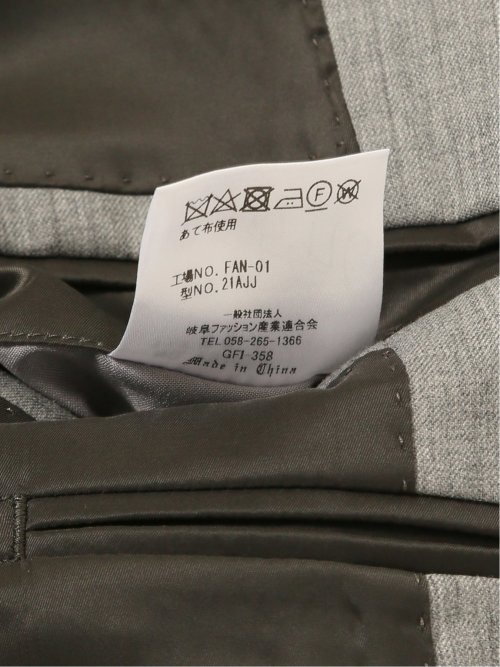 F W
あて布使用
工場NO. FAN-01
型NO. 21AJJ
一般社団法人
岐阜ファッション産業連合会
TEL 058-265-1366
GFI 358
Made in China